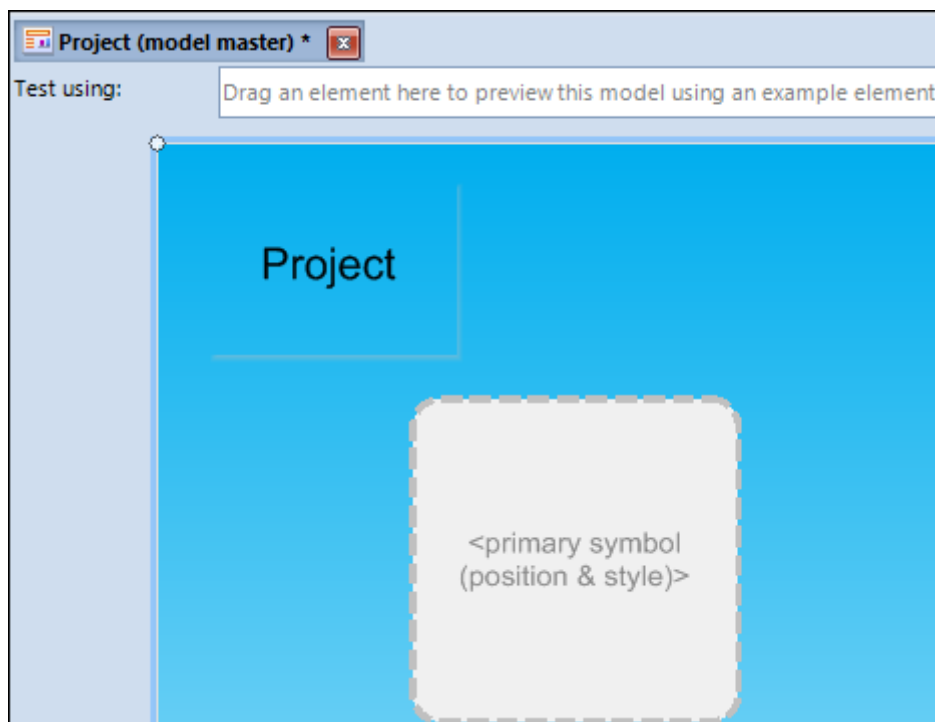 Project (model master) *
Test using:
Drag an element here to preview this model using an example element
Project
<primary symbol
(position & style)>